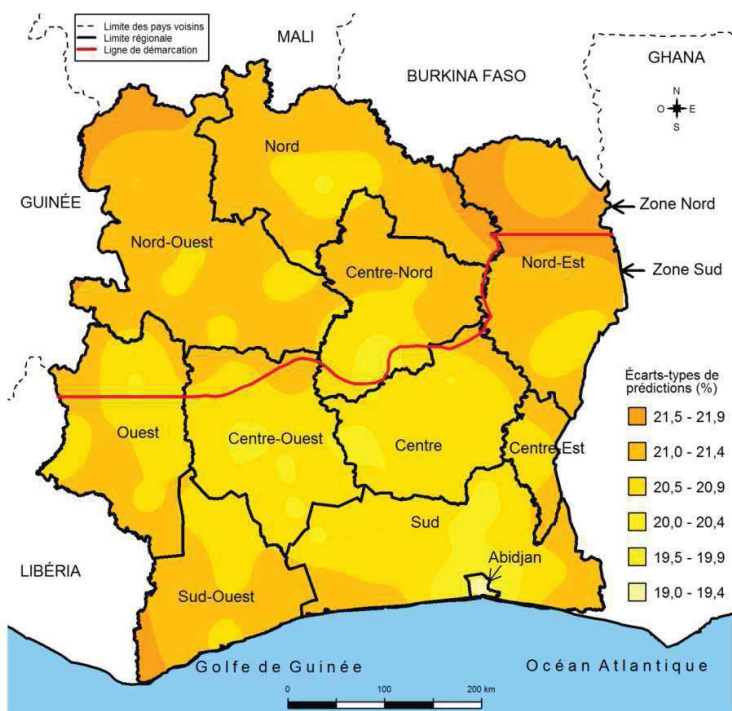 Limite des pays voisins
Limite régionale
Ligne de démarcation
MALI
BURKINA FASO
GHANA
N
O E
S
Nord
GUINÉE
Zone Nord
Nord-Ouest
Centre-Nord
Nord-Est
Zone Sud
Écarts-types de
prédictions (%)
21,5 - 21,9
21,0 - 21,4
20,5 - 20,9
20,0 - 20,4
19,5 - 19,9
19,0 - 19,4
Ouest
Centre-Ouest
Centre
Centre-Est
Sud
Abidjan
LIBÉRIA
Sud-Ouest
Golfe de Guinée
Océan Atlantique
0 100 200 km